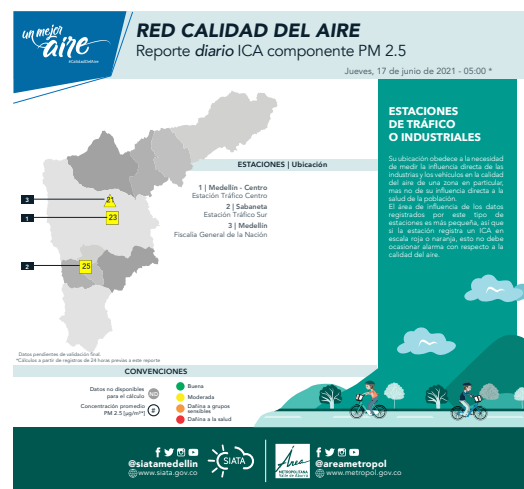 un mejor
aire
#CalidadDelAire
RED CALIDAD DEL AIRE
Reporte diario ICA componente PM 2.5
Jueves, 17 de junio de 2021 - 05:00 *
ESTACIONES
DE TRÁFICO
O INDUSTRIALES
Su ubicación obedece a la necesidad
de medir la influencia directa de las
industrias y los vehículos en la calidad
del aire de una zona en particular,
mas no de su influencia directa a la
salud de la población.
El área de influencia de los datos
registrados por este tipo de
estaciones es más pequeña, así que
si la estación registra un ICA en
escala roja o naranja, esto no debe
ocasionar alarma con respecto a la
calidad del aire.
ESTACIONES | Ubicación
1 | Medellín - Centro
Estación Tráfico Centro
2 | Sabaneta
Estación Tráfico Sur
3 | Medellín
Fiscalía General de la Nación
3
21
1
23
2
25
Datos pendientes de validación final.
*Cálculos a partir de registros de 24 horas previas a este reporte
CONVENCIONES
Datos no disponibles
para el cálculo
ND
Concentración promedio
PM 2.5 (µg/m³)
#
Buena
Moderada
Dañina a grupos
sensibles
Dañina a la salud
@siatamedellin
www.siata.gov.co
SIATA
Área
METROPOLITANA
Valle de Aburrá
@areametropol
www.metropol.gov.co